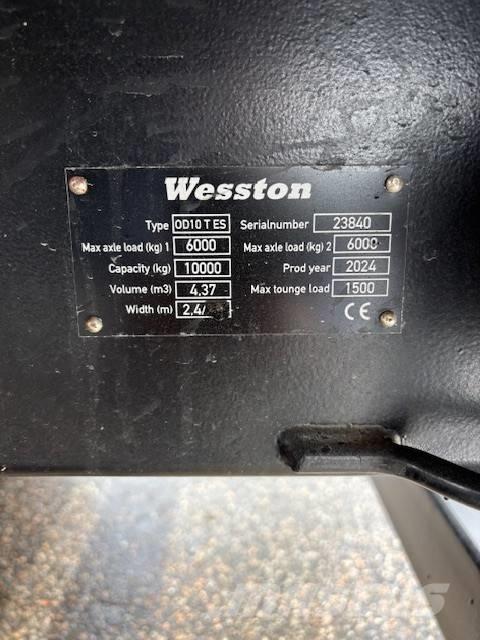 Wesston
Type OD10 T ES Serialnumber 23840
Max axle load (kg) 1 6000 Max axle load (kg) 2 6000
Capacity (kg) 10000 Prod year 2024
Volume (m3) 4,37 Max tounge load 1500
Width (m) 2,4/ CE